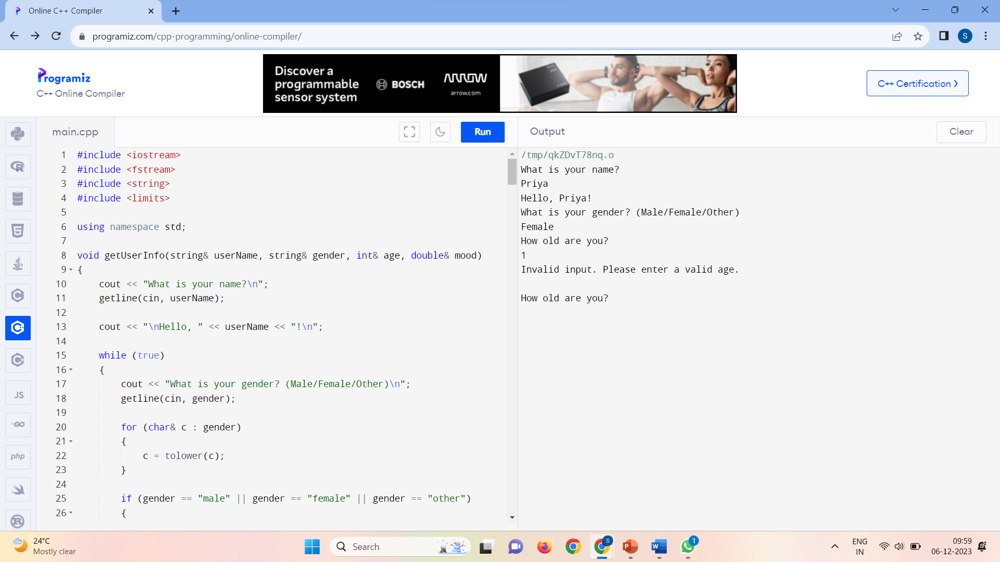 Online C++ Compiler
programiz.com/cpp-programming/online-compiler/
S
Programiz
C++ Online Compiler
Discover a
programmable
sensor system
BOSCH
ARROW
arrow.com
C++ Certification
main.cpp
Run
Output
Clear
1 #include <iostream>
2 #include <fstream>
3 #include <string>
4 #include <limits>
5
6 using namespace std;
7
8 void getUserInfo(string& userName, string& gender, int& age, double& mood)
9 {
10 cout << "What is your name?\n";
11 getline(cin, userName);
12
13 cout << "\nHello, " << userName << "!\n";
14
15 while (true)
16 {
17 cout << "What is your gender? (Male/Female/Other)\n";
18 getline(cin, gender);
19
20 for (char& c : gender)
21 {
22 c = tolower(c);
23 }
24
25 if (gender == "male" || gender == "female" || gender == "other")
26 {
/tmp/qkZDvT78nq.o
What is your name?
Priya
Hello, Priya!
What is your gender? (Male/Female/Other)
Female
How old are you?
1
Invalid input. Please enter a valid age.
How old are you?
R
5
C
C
C
JS
GO
php
R
24°C
Mostly clear
Search
S
P
W
1
ENG
IN
09:59
06-12-2023